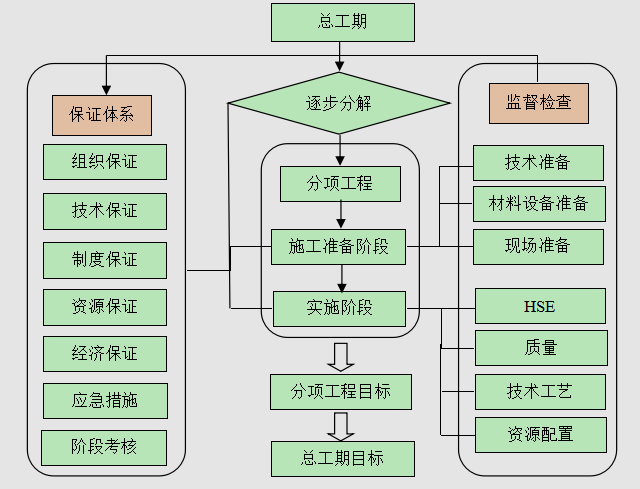 总工期
保证体系
组织保证
技术保证
制度保证
资源保证
经济保证
应急措施
阶段考核
逐步分解
分项工程
施工准备阶段
实施阶段
分项工程目标
总工期目标
监督检查
技术准备
材料设备准备
现场准备
HSE
质量
技术工艺
资源配置